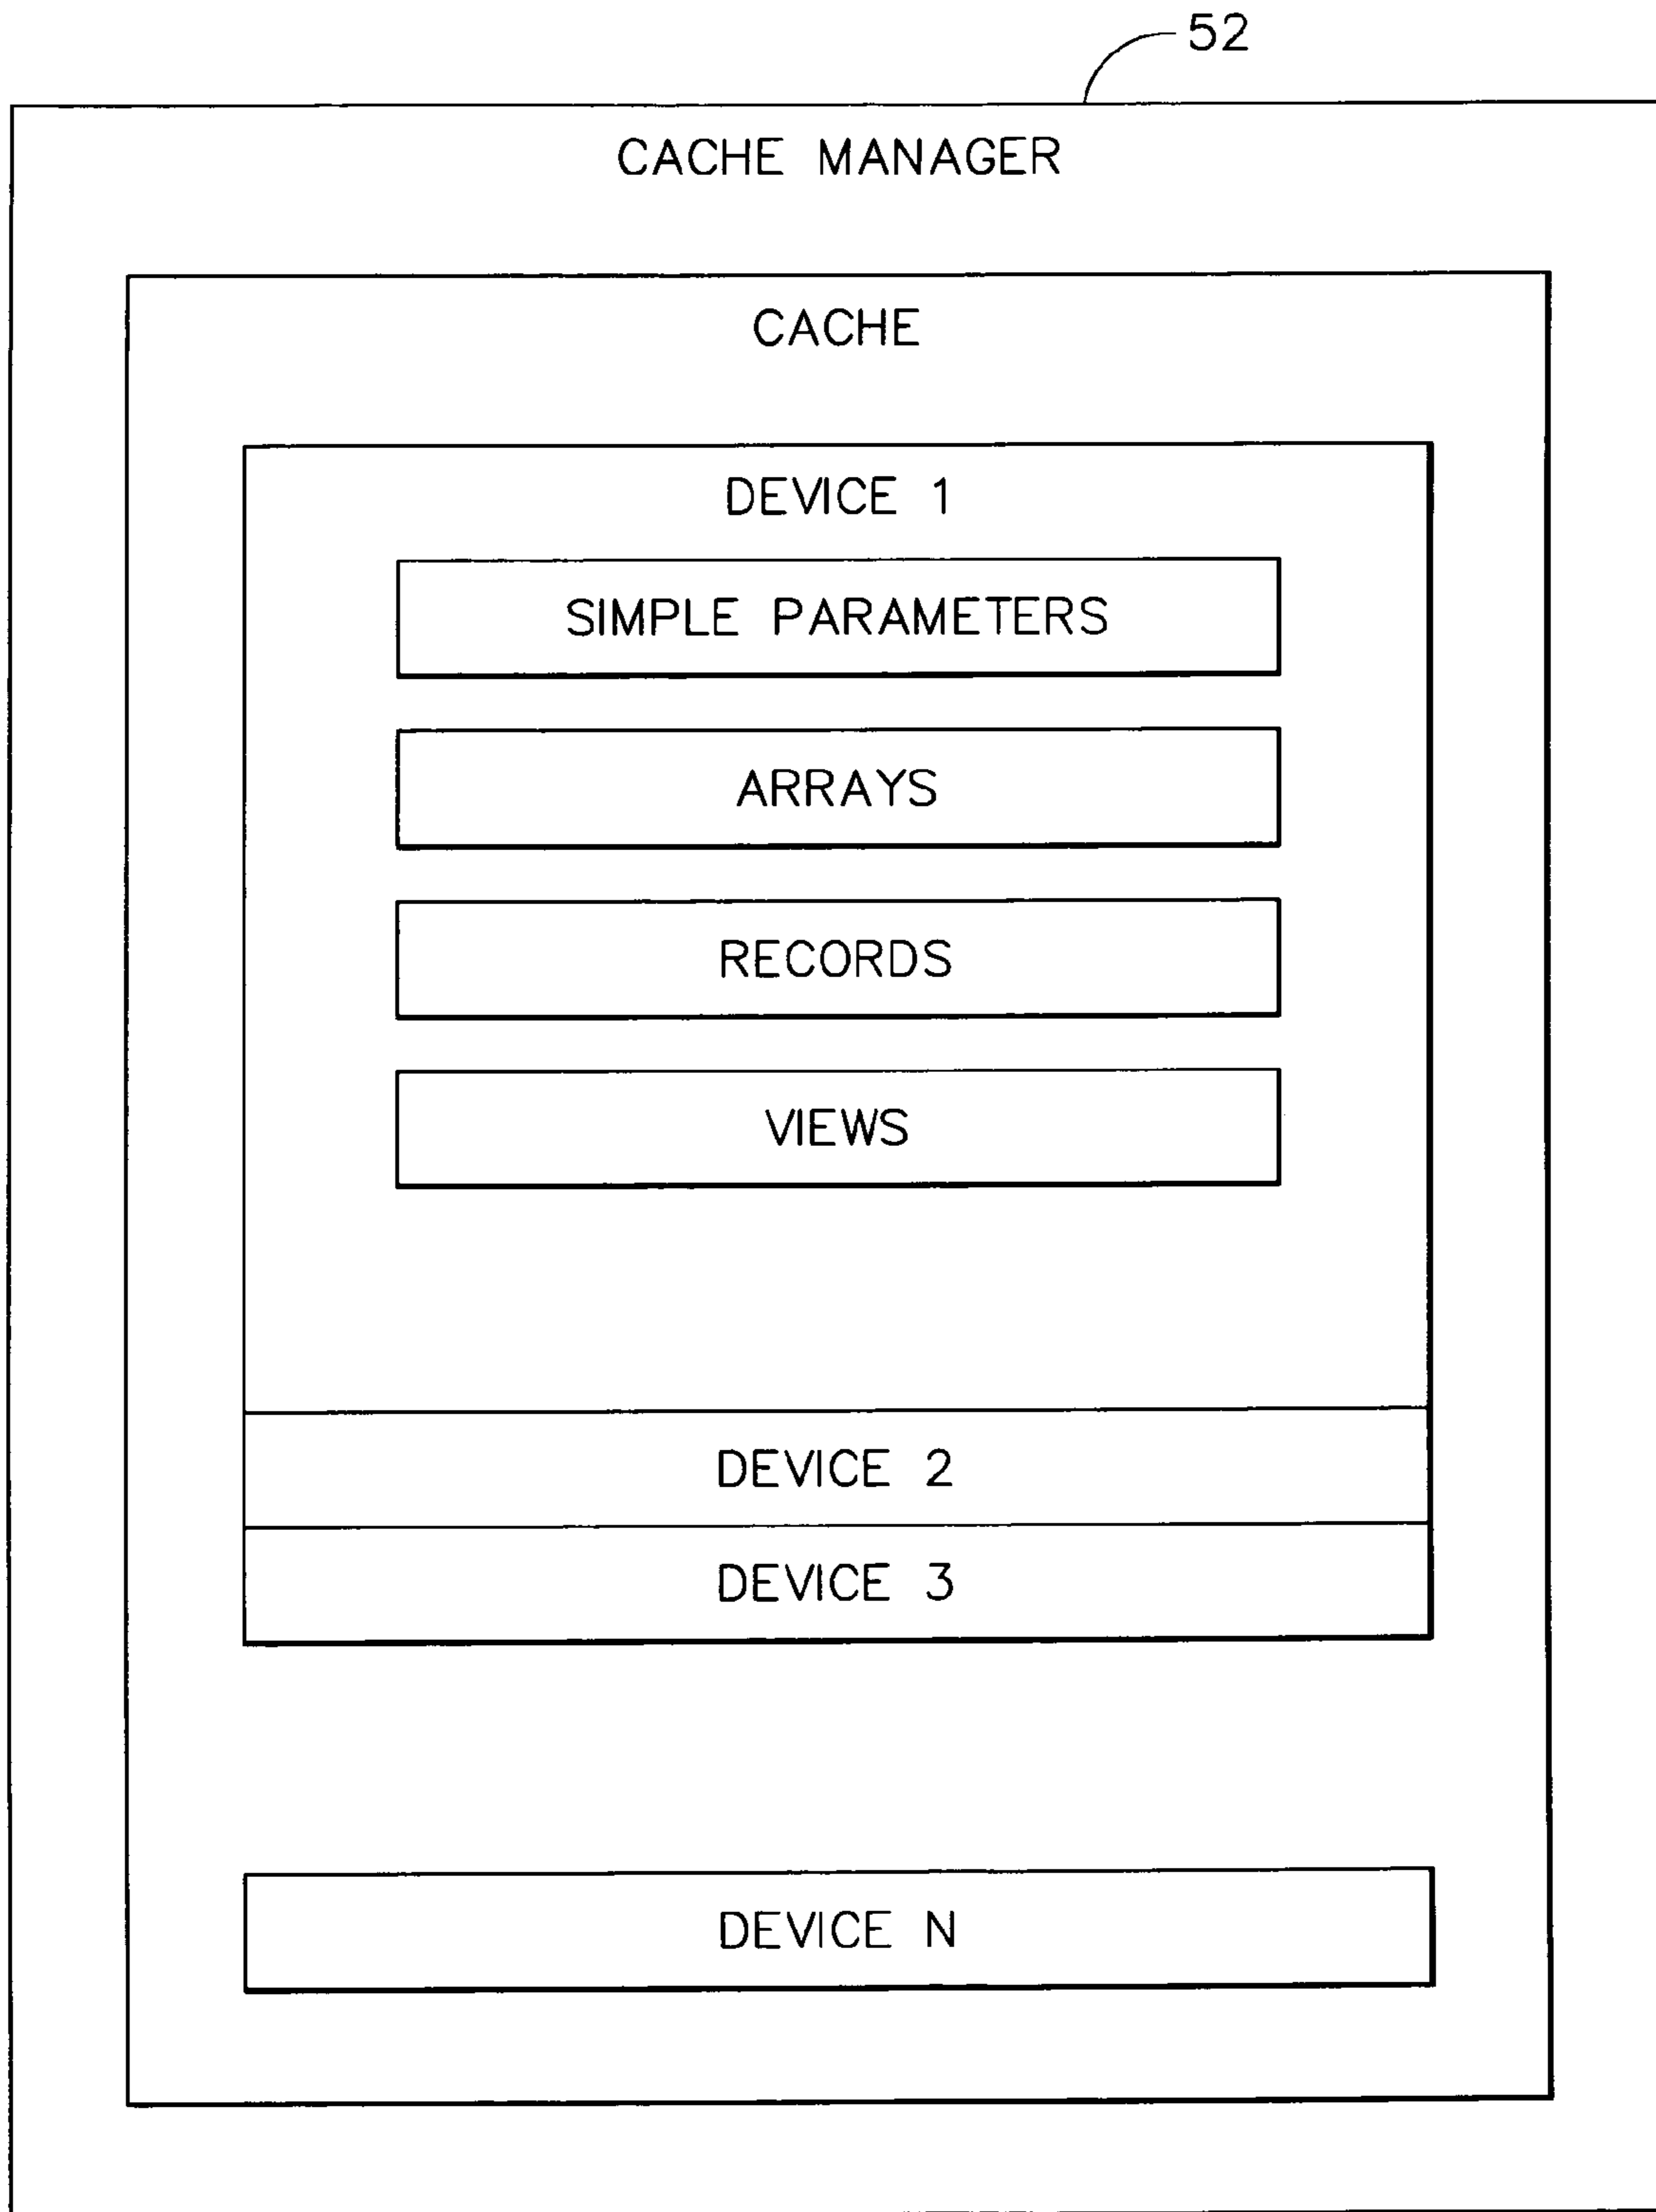 52
CACHE MANAGER
CACHE
DEVICE 1
SIMPLE PARAMETERS
ARRAYS
RECORDS
VIEWS
DEVICE 2
DEVICE 3
DEVICE N